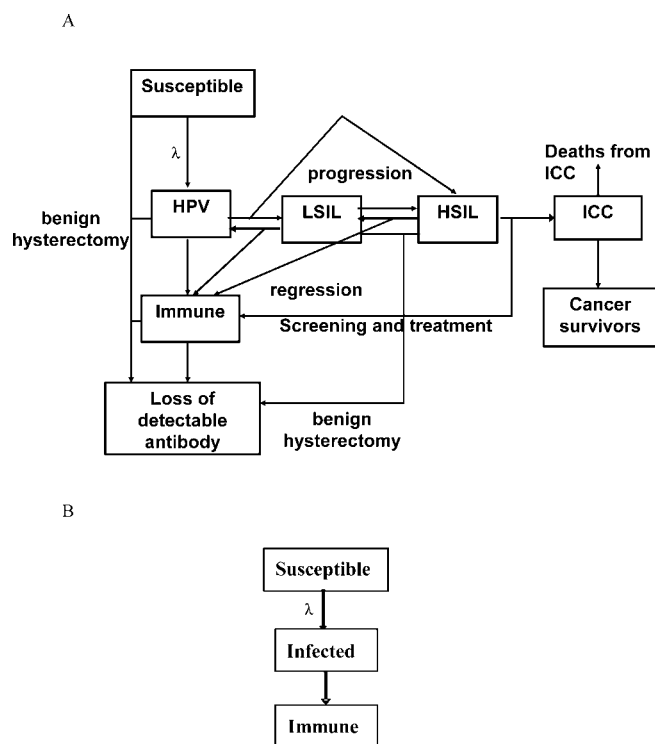 A
Susceptible
λ
Deaths from
ICC
progression
HPV
LSIL
HSIL
ICC
benign
hysterectomy
regression
Immune
Screening and treatment
Cancer
survivors
Loss of
detectable
antibody
benign
hysterectomy
B
Susceptible
λ
Infected
Immune